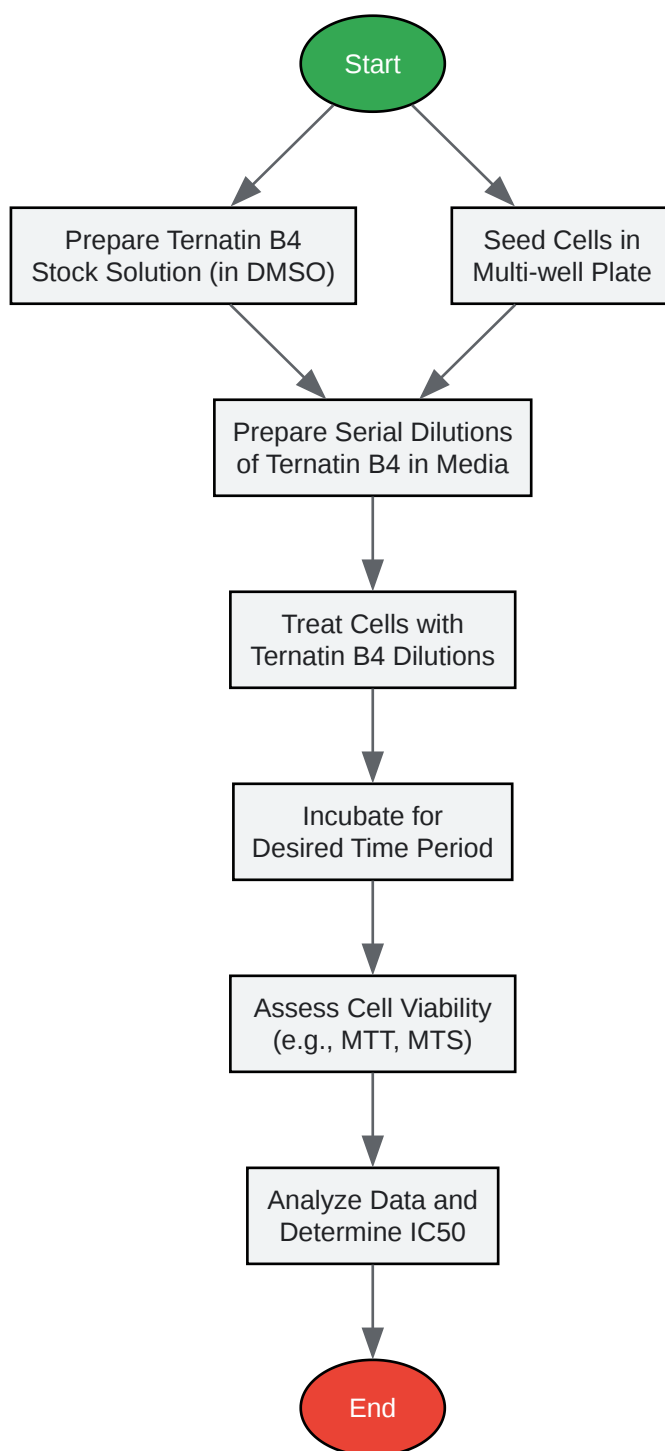 Start
Prepare Ternatin B4
Stock Solution (in DMSO)
Seed Cells in
Multi-well Plate
Prepare Serial Dilutions
of Ternatin B4 in Media
Treat Cells with
Ternatin B4 Dilutions
Incubate for
Desired Time Period
Assess Cell Viability
(e.g., MTT, MTS)
Analyze Data and
Determine IC50
End